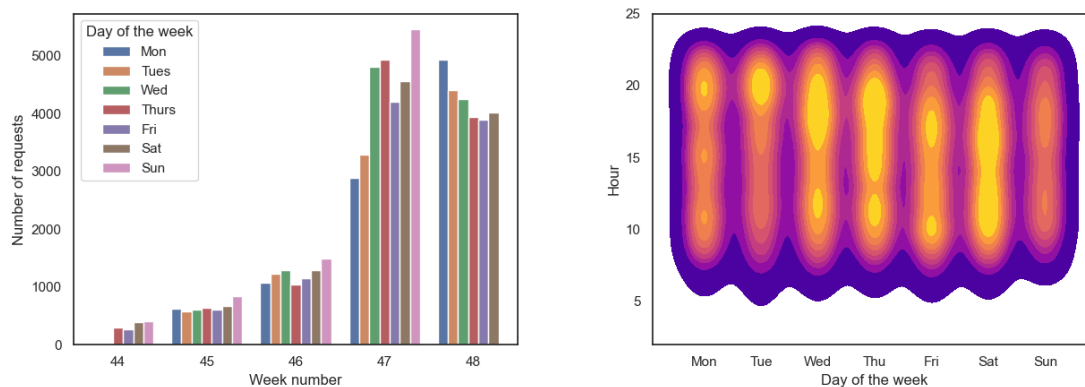 Day of the week
Mon
Tues
Wed
Thurs
Fri
Sat
Sun
5000
4000
3000
2000
1000
0
Number of requests
44 45 46 47 48
Week number
25
20
15
10
5
Hour
Mon Tue Wed Thu Fri Sat Sun
Day of the week